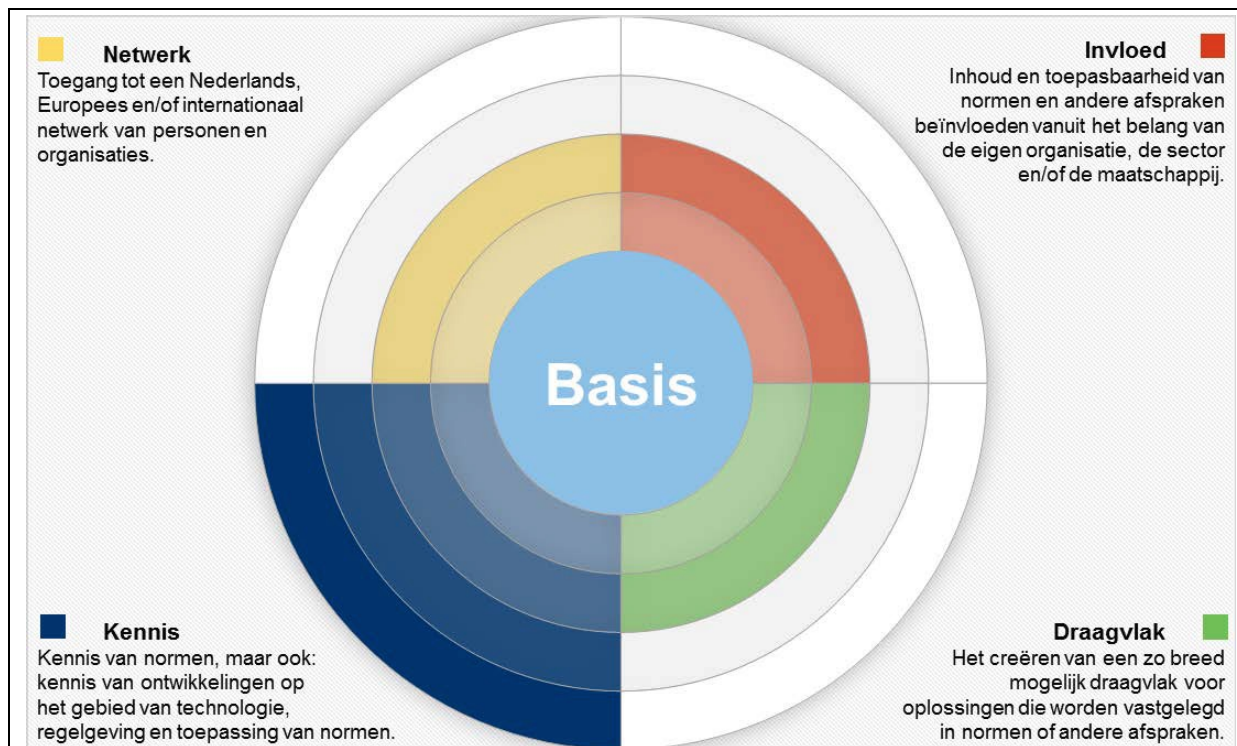 Netwerk
Toegang tot een Nederlands,
Europees en/of internationaal
netwerk van personen en
organisaties.
Invloed
Inhoud en toepasbaarheid van
normen en andere afspraken
beïnvloeden vanuit het belang van
de eigen organisatie, de sector
en/of de maatschappij.
Basis
Kennis
Kennis van normen, maar ook:
kennis van ontwikkelingen op
het gebied van technologie,
regelgeving en toepassing van normen.
Draagvlak
Het creëren van een zo breed
mogelijk draagvlak voor
oplossingen die worden vastgelegd
in normen of andere afspraken.